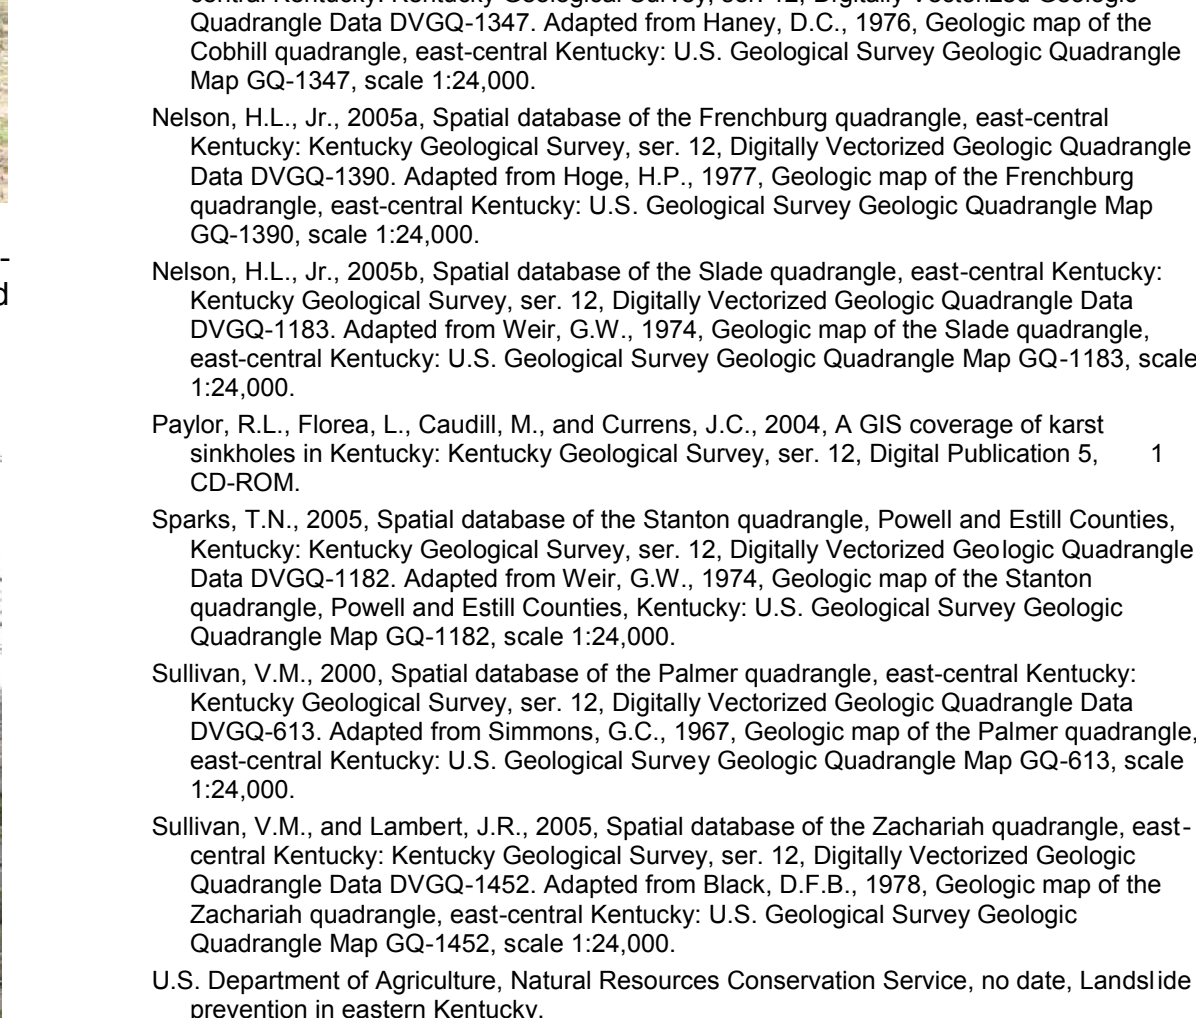 central Kentucky: Kentucky Geological Survey, ser. 12, Digitally Vectorized Geologic
Quadrangle Data DVGQ-1347. Adapted from Haney, D.C., 1976, Geologic map of the
Cobhill quadrangle, east-central Kentucky: U.S. Geological Survey Geologic Quadrangle
Map GQ-1347, scale 1:24,000.
Nelson, H.L., Jr., 2005a, Spatial database of the Frenchburg quadrangle, east-central
Kentucky: Kentucky Geological Survey, ser. 12, Digitally Vectorized Geologic Quadrangle
Data DVGQ-1390. Adapted from Hoge, H.P., 1977, Geologic map of the Frenchburg
quadrangle, east-central Kentucky: U.S. Geological Survey Geologic Quadrangle Map
GQ-1390, scale 1:24,000.
Nelson, H.L., Jr., 2005b, Spatial database of the Slade quadrangle, east-central Kentucky:
Kentucky Geological Survey, ser. 12, Digitally Vectorized Geologic Quadrangle Data
DVGQ-1183. Adapted from Weir, G.W., 1974, Geologic map of the Slade quadrangle,
east-central Kentucky: U.S. Geological Survey Geologic Quadrangle Map GQ-1183, scale
1:24,000.
Paylor, R.L., Florea, L., Caudill, M., and Currens, J.C., 2004, A GIS coverage of karst
sinkholes in Kentucky: Kentucky Geological Survey, ser. 12, Digital Publication 5, 1
CD-ROM.
Sparks, T.N., 2005, Spatial database of the Stanton quadrangle, Powell and Estill Counties,
Kentucky: Kentucky Geological Survey, ser. 12, Digitally Vectorized Geologic Quadrangle
Data DVGQ-1182. Adapted from Weir, G.W., 1974, Geologic map of the Stanton
quadrangle, Powell and Estill Counties, Kentucky: U.S. Geological Survey Geologic
Quadrangle Map GQ-1182, scale 1:24,000.
Sullivan, V.M., 2000, Spatial database of the Palmer quadrangle, east-central Kentucky:
Kentucky Geological Survey, ser. 12, Digitally Vectorized Geologic Quadrangle Data
DVGQ-613. Adapted from Simmons, G.C., 1967, Geologic map of the Palmer quadrangle,
east-central Kentucky: U.S. Geological Survey Geologic Quadrangle Map GQ-613, scale
1:24,000.
Sullivan, V.M., and Lambert, J.R., 2005, Spatial database of the Zachariah quadrangle, east-
central Kentucky: Kentucky Geological Survey, ser. 12, Digitally Vectorized Geologic
Quadrangle Data DVGQ-1452. Adapted from Black, D.F.B., 1978, Geologic map of the
Zachariah quadrangle, east-central Kentucky: U.S. Geological Survey Geologic
Quadrangle Map GQ-1452, scale 1:24,000.
U.S. Department of Agriculture, Natural Resources Conservation Service, no date, Landslide
prevention in eastern Kentucky.